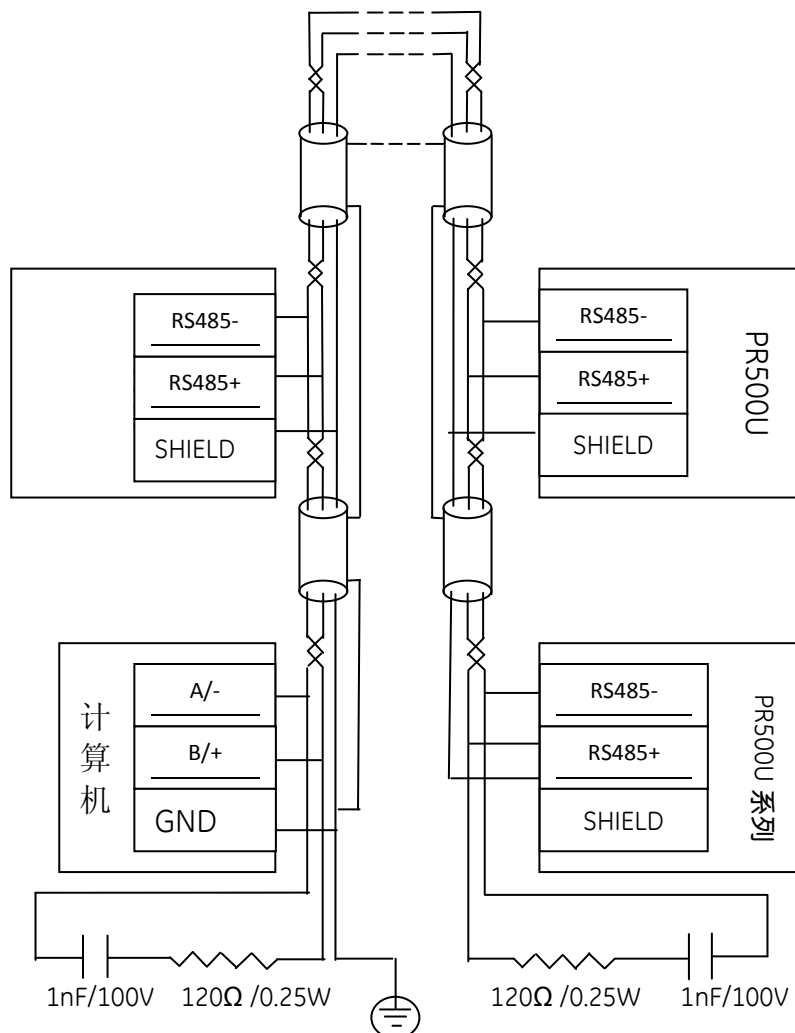 RS485-
RS485+
SHIELD
RS485-
RS485+
SHIELD
PR500U
计算机
A/-
B/+
GND
RS485-
RS485+
SHIELD
PR500U 系列
1nF/100V
120Ω /0.25W
120Ω /0.25W
1nF/100V